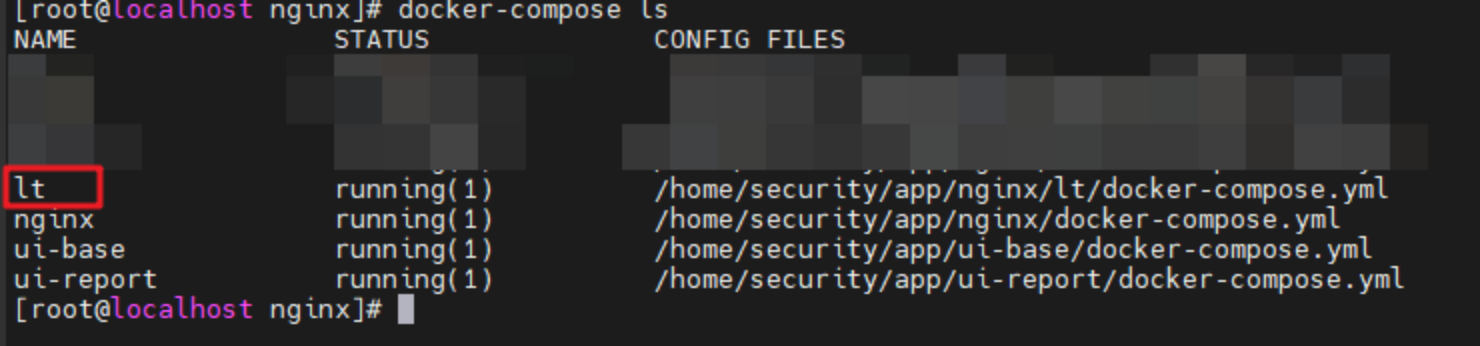 [root@localhost nginx]# docker-compose ls
NAME STATUS CONFIG FILES
lt running(1) /home/security/app/nginx/lt/docker-compose.yml
nginx running(1) /home/security/app/nginx/docker-compose.yml
ui-base running(1) /home/security/app/ui-base/docker-compose.yml
ui-report running(1) /home/security/app/ui-report/docker-compose.yml
[root@localhost nginx]#